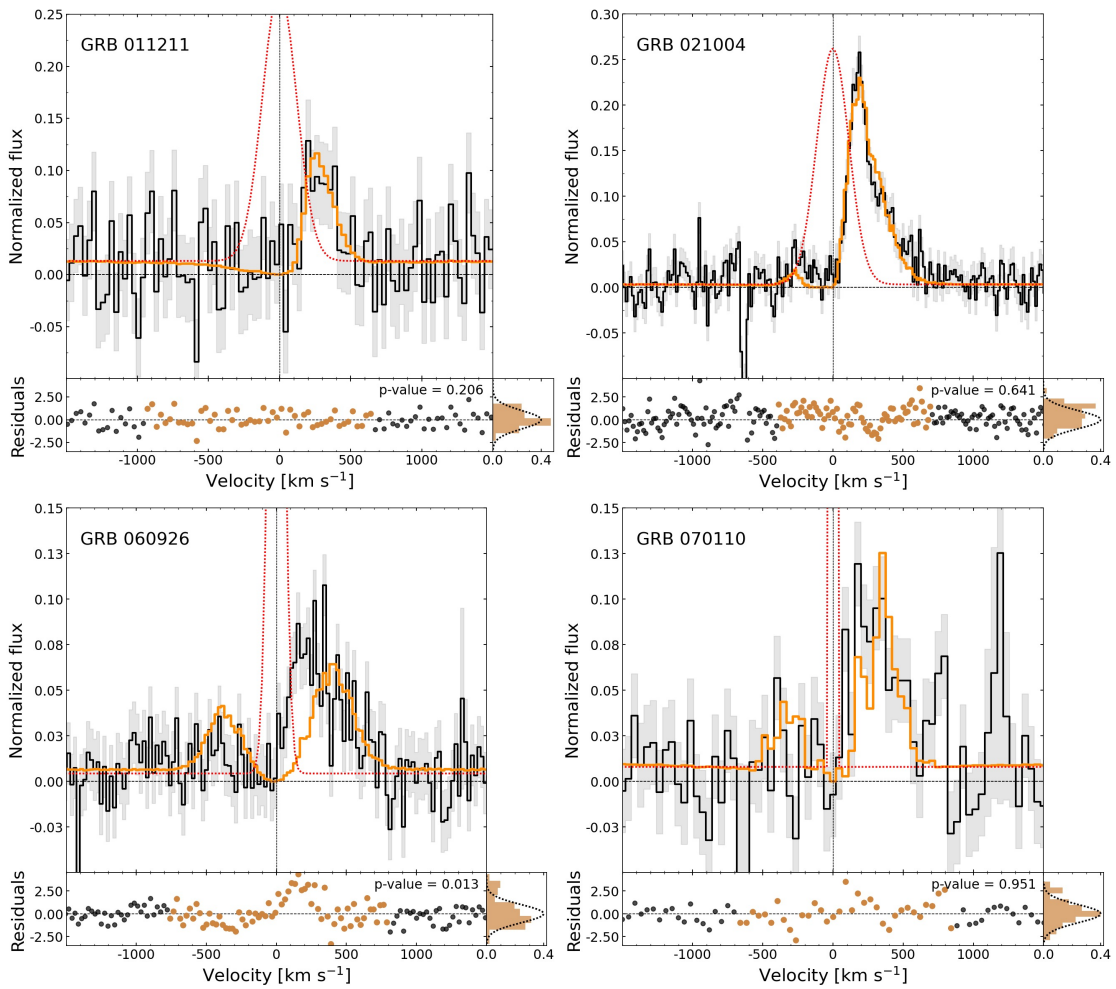 GRB 011211
Normalized flux
0.25
0.20
0.15
0.10
0.05
0.00
-0.05
p-value = 0.206
Residuals
2.50
0.00
-2.50
-1000 -500 0 500 1000 0.0 0.4
Velocity [km s⁻¹]
GRB 021004
Normalized flux
0.30
0.25
0.20
0.15
0.10
0.05
0.00
-0.05
p-value = 0.641
Residuals
2.50
0.00
-2.50
-1000 -500 0 500 1000 0.0 0.4
Velocity [km s⁻¹]
GRB 060926
Normalized flux
0.15
0.13
0.10
0.08
0.05
0.03
0.00
-0.03
p-value = 0.013
Residuals
2.50
0.00
-2.50
-1000 -500 0 500 1000 0.0 0.4
Velocity [km s⁻¹]
GRB 070110
Normalized flux
0.15
0.13
0.10
0.08
0.05
0.03
0.00
-0.03
p-value = 0.951
Residuals
2.50
0.00
-2.50
-1000 -500 0 500 1000 0.0 0.4
Velocity [km s⁻¹]